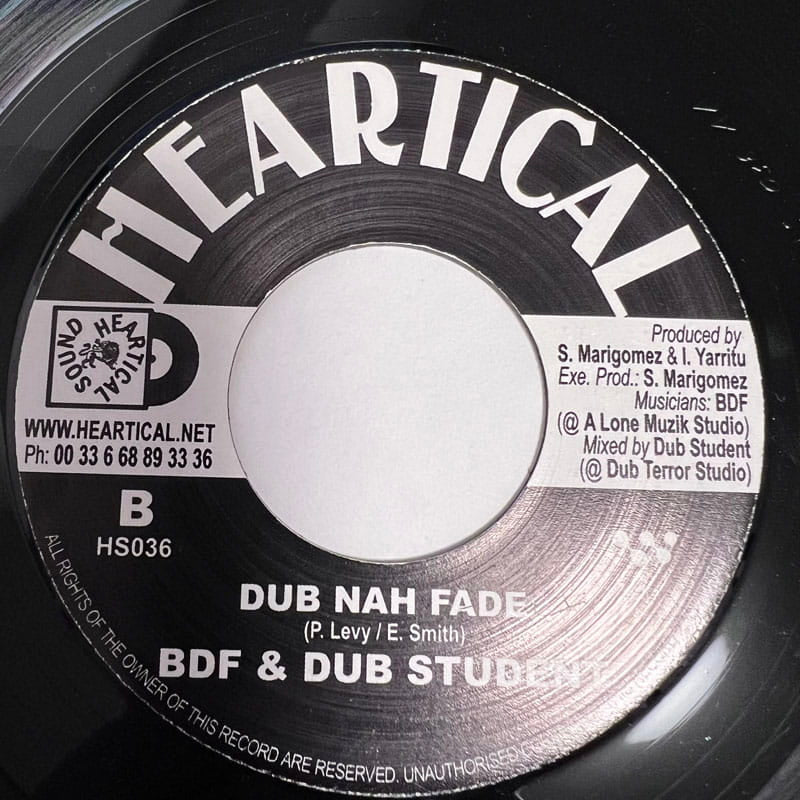 HEARTICAL
HEARTICAL SOUND
WWW.HEARTICAL.NET
Ph: 00 33 6 68 89 33 36
Produced by
S. Marigomez & I. Yarritu
Exe. Prod.: S. Marigomez
Musicians: BDF
(@ A Lone Muzik Studio)
Mixed by Dub Student
(@ Dub Terror Studio)
B
HS036
DUB NAH FADE
(P. Levy / E. Smith)
BDF & DUB STUDENT
ALL RIGHTS OF THE OWNER OF THIS RECORD ARE RESERVED. UNAUTHORISED